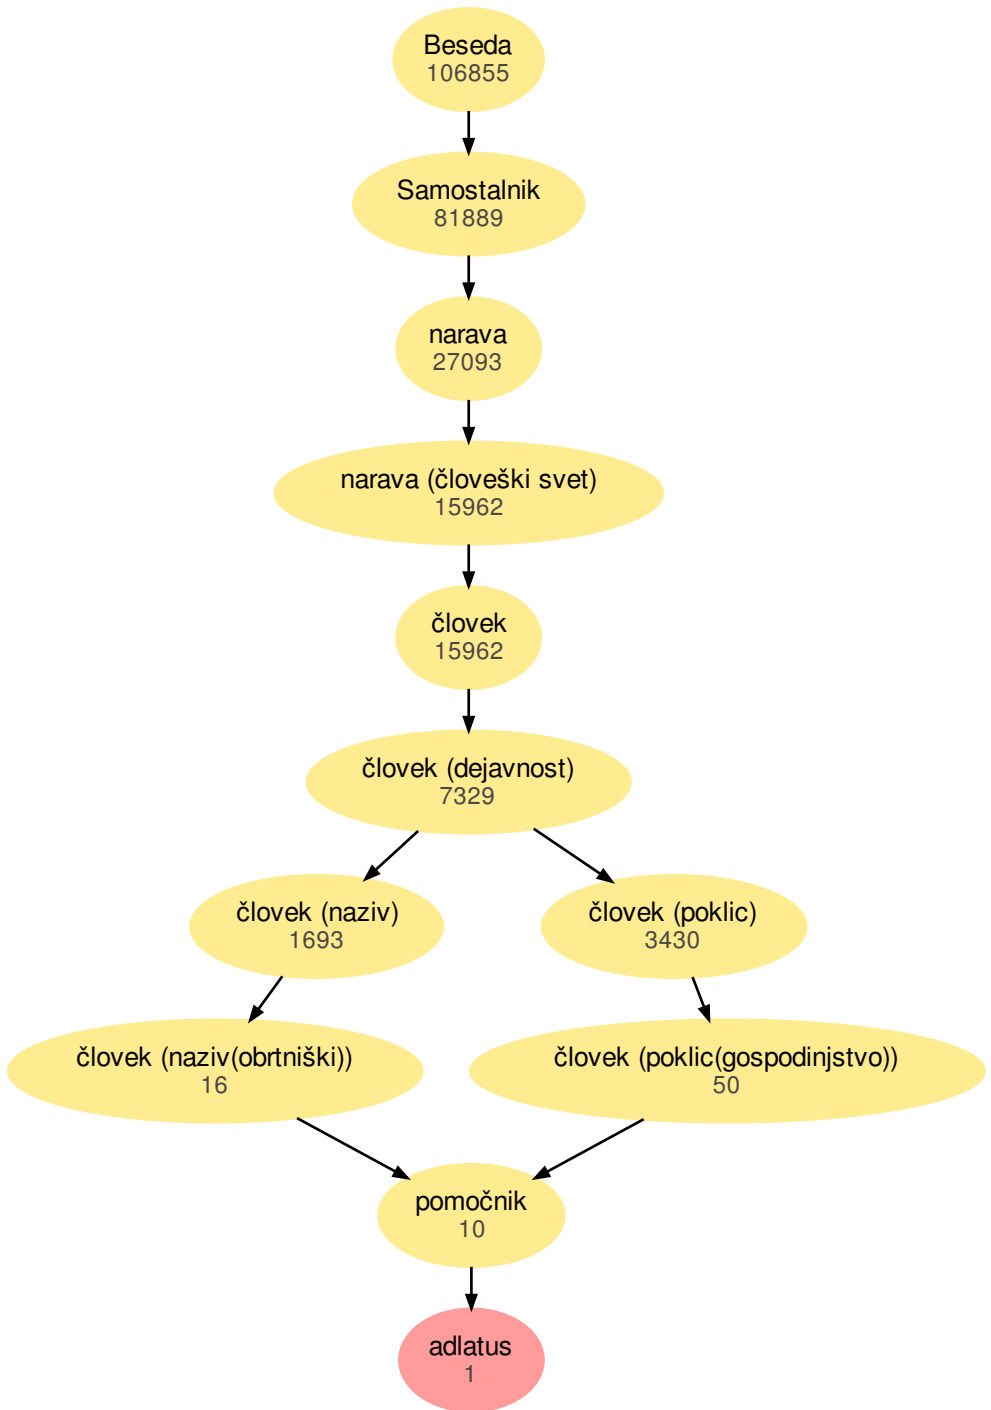 Beseda
106855
Samostalnik
81889
narava
27093
narava (človeški svet)
15962
človek
15962
človek (dejavnost)
7329
človek (naziv)
1693
človek (poklic)
3430
človek (naziv(obrtniški))
16
človek (poklic(gospodinjstvo))
50
pomočnik
10
adlatus
1